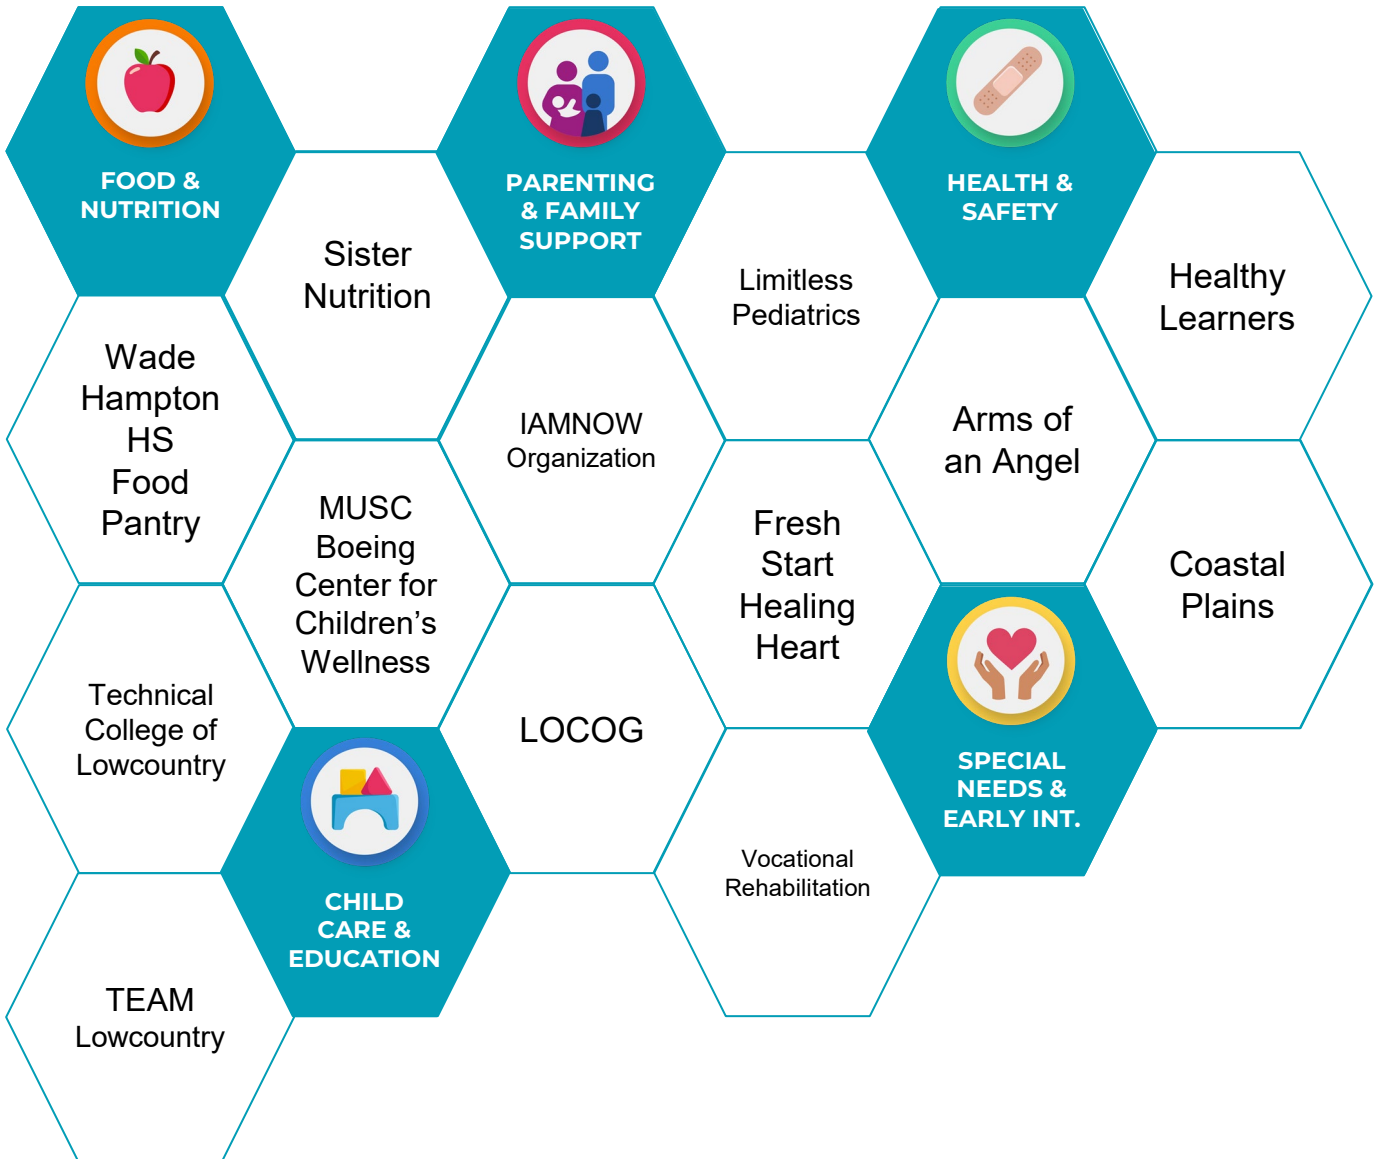 FOOD &
NUTRITION
PARENTING
& FAMILY
SUPPORT
HEALTH &
SAFETY
Sister
Nutrition
Limitless
Pediatrics
Healthy
Learners
Wade
Hampton
HS
Food
Pantry
IAMNOW
Organization
Arms of
an Angel
MUSC
Boeing
Center for
Children’s
Wellness
Fresh
Start
Healing
Heart
Coastal
Plains
Technical
College of
Lowcountry
LOCOG
SPECIAL
NEEDS &
EARLY INT.
CHILD
CARE &
EDUCATION
Vocational
Rehabilitation
TEAM
Lowcountry